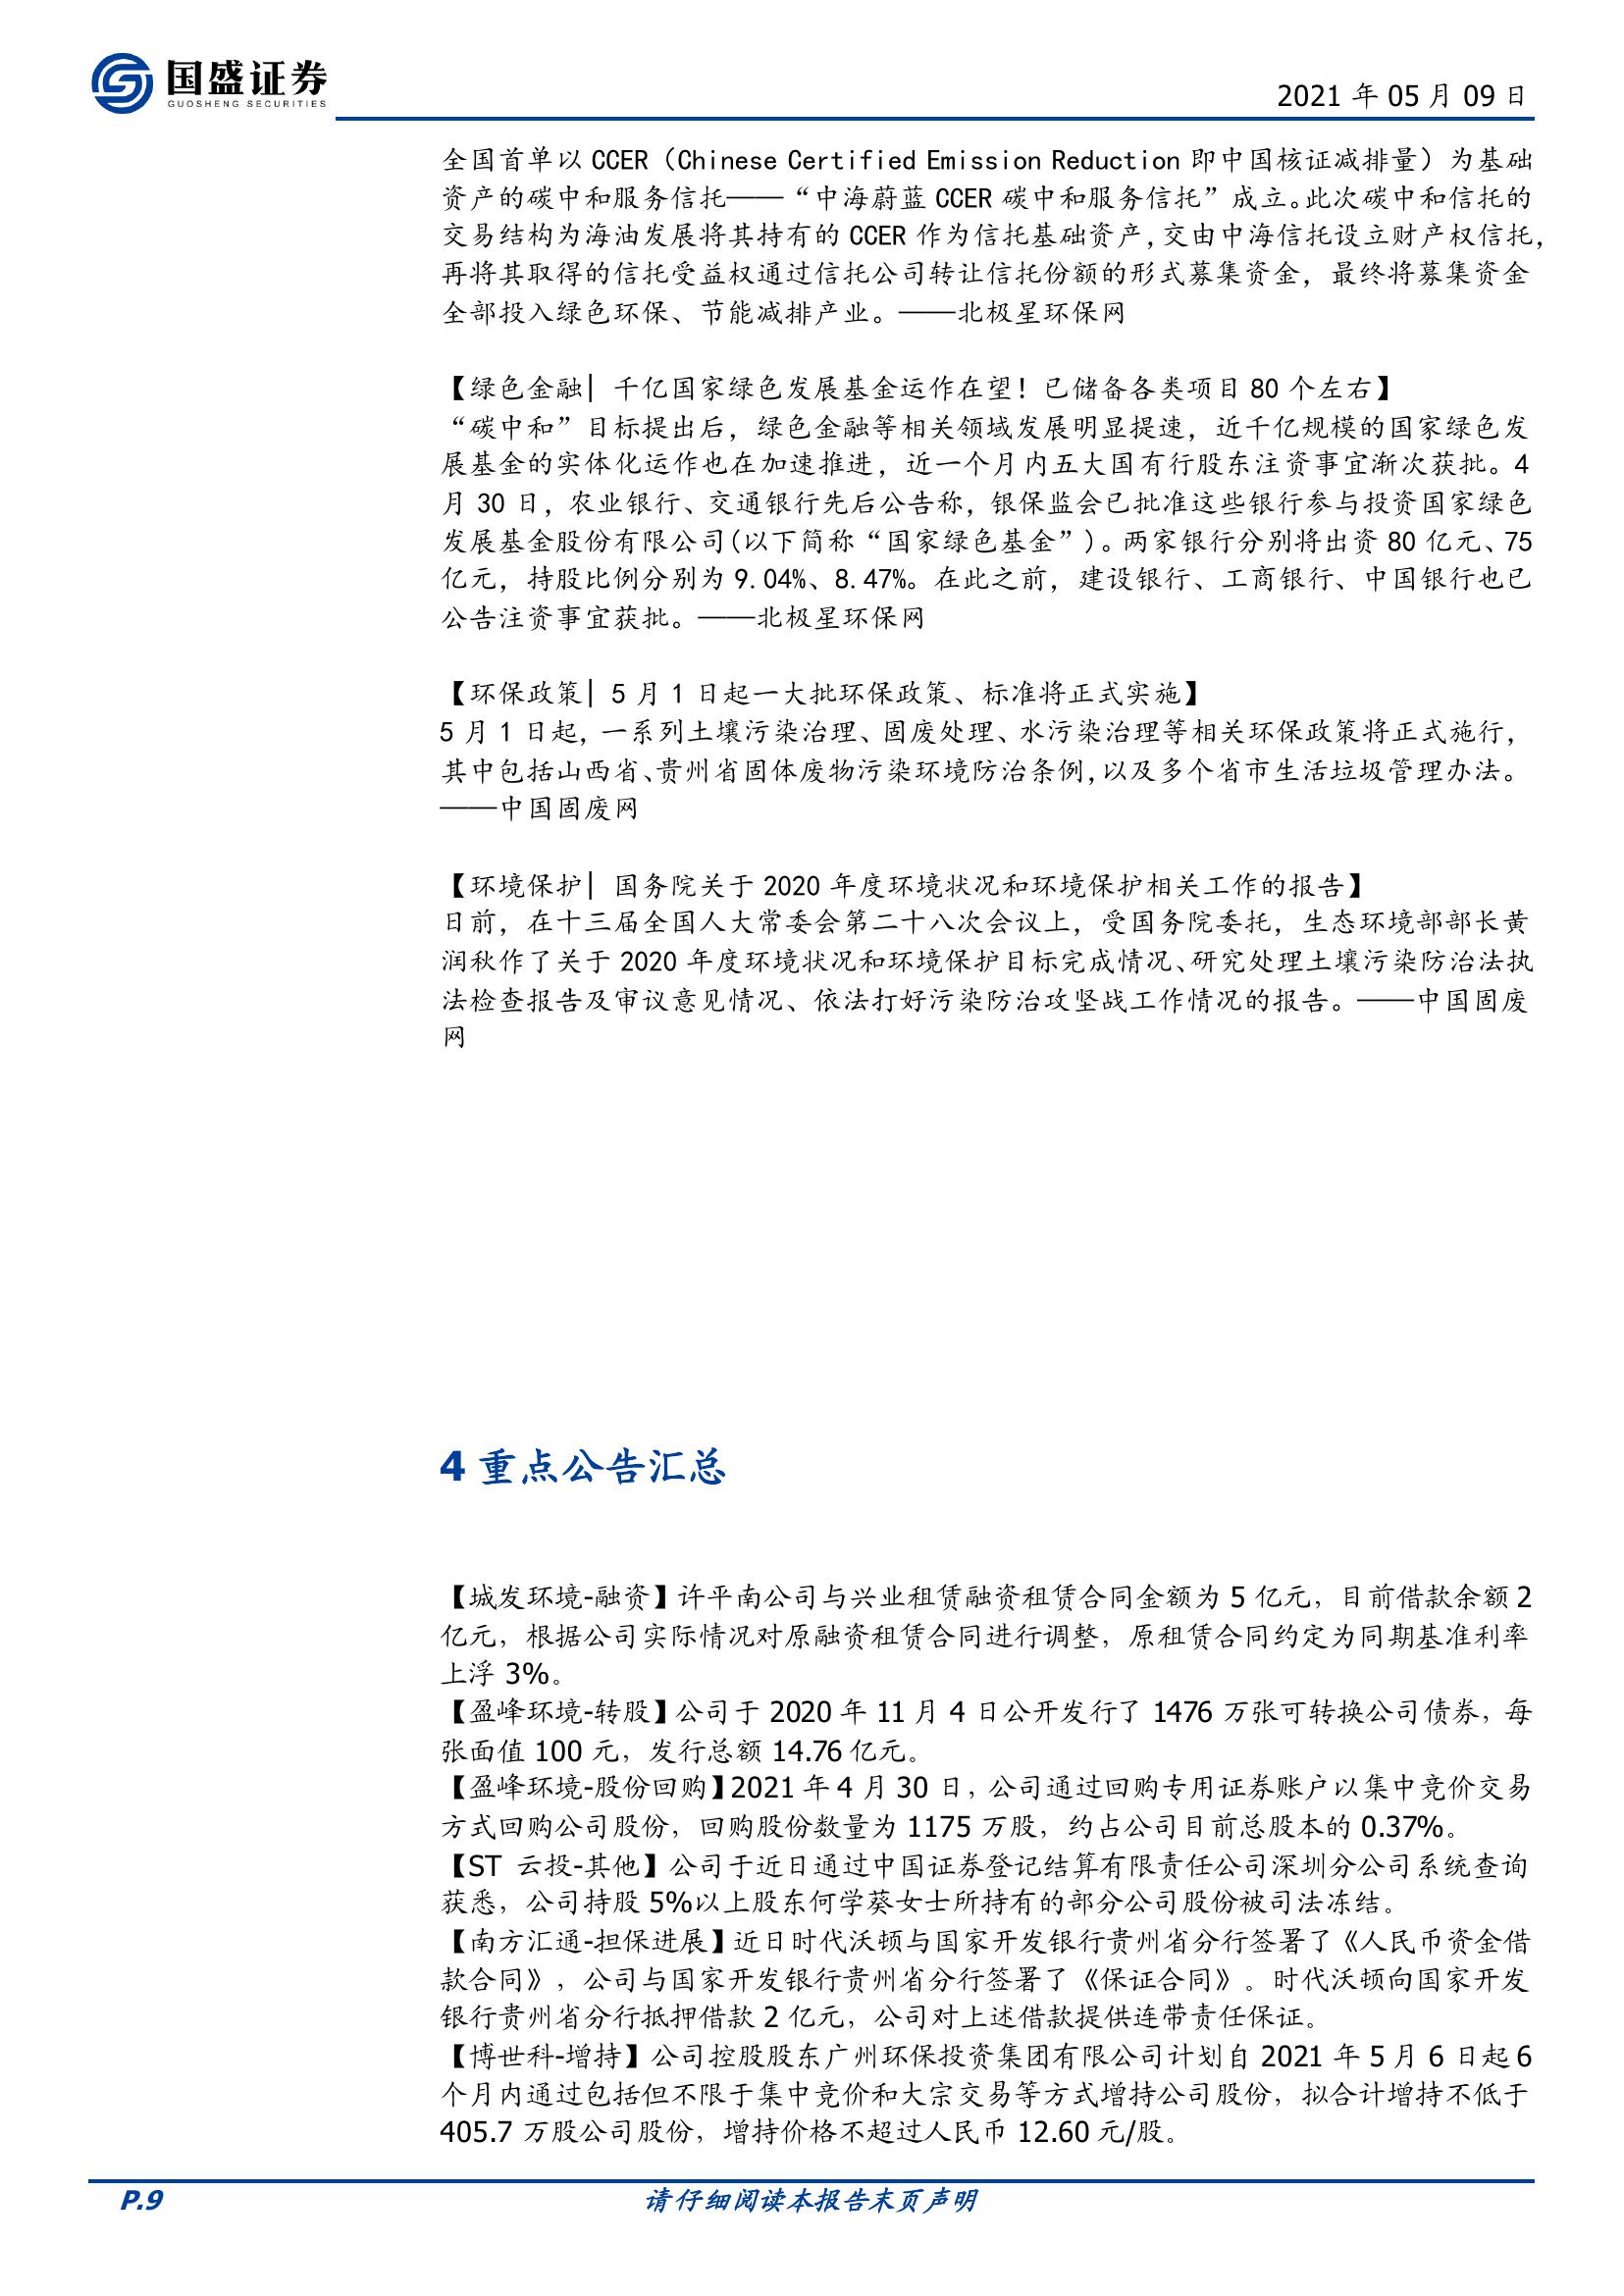 国盛证券
GUOSHENG SECURITIES
2021 年 05 月 09 日
全国首单以 CCER（Chinese Certified Emission Reduction 即中国核证减排量）为基础
资产的碳中和服务信托——“中海蔚蓝 CCER 碳中和服务信托”成立。此次碳中和信托的
交易结构为海油发展将其持有的 CCER 作为信托基础资产，交由中海信托设立财产权信托，
再将其取得的信托受益权通过信托公司转让信托份额的形式募集资金，最终将募集资金
全部投入绿色环保、节能减排产业。——北极星环保网
【绿色金融| 千亿国家绿色发展基金运作在望！已储备各类项目 80 个左右】
“碳中和”目标提出后，绿色金融等相关领域发展明显提速，近千亿规模的国家绿色发
展基金的实体化运作也在加速推进，近一个月内五大国有行股东注资事宜渐次获批。4
月 30 日，农业银行、交通银行先后公告称，银保监会已批准这些银行参与投资国家绿色
发展基金股份有限公司(以下简称“国家绿色基金”)。两家银行分别将出资 80 亿元、75
亿元，持股比例分别为 9.04%、8.47%。在此之前，建设银行、工商银行、中国银行也已
公告注资事宜获批。——北极星环保网
【环保政策| 5 月 1 日起一大批环保政策、标准将正式实施】
5 月 1 日起，一系列土壤污染治理、固废处理、水污染治理等相关环保政策将正式施行，
其中包括山西省、贵州省固体废物污染环境防治条例，以及多个省市生活垃圾管理办法。
——中国固废网
【环境保护| 国务院关于 2020 年度环境状况和环境保护相关工作的报告】
日前，在十三届全国人大常委会第二十八次会议上，受国务院委托，生态环境部部长黄
润秋作了关于 2020 年度环境状况和环境保护目标完成情况、研究处理土壤污染防治法执
法检查报告及审议意见情况、依法打好污染防治攻坚战工作情况的报告。——中国固废
网
4 重点公告汇总
【城发环境-融资】许平南公司与兴业租赁融资租赁合同金额为 5 亿元，目前借款余额 2
亿元，根据公司实际情况对原融资租赁合同进行调整，原租赁合同约定为同期基准利率
上浮 3%。
【盈峰环境-转股】公司于 2020 年 11 月 4 日公开发行了 1476 万张可转换公司债券，每
张面值 100 元，发行总额 14.76 亿元。
【盈峰环境-股份回购】2021 年 4 月 30 日，公司通过回购专用证券账户以集中竞价交易
方式回购公司股份，回购股份数量为 1175 万股，约占公司目前总股本的 0.37%。
【ST 云投-其他】公司于近日通过中国证券登记结算有限责任公司深圳分公司系统查询
获悉，公司持股 5%以上股东何学葵女士所持有的部分公司股份被司法冻结。
【南方汇通-担保进展】近日时代沃顿与国家开发银行贵州省分行签署了《人民币资金借
款合同》，公司与国家开发银行贵州省分行签署了《保证合同》。时代沃顿向国家开发
银行贵州省分行抵押借款 2 亿元，公司对上述借款提供连带责任保证。
【博世科-增持】公司控股股东广州环保投资集团有限公司计划自 2021 年 5 月 6 日起 6
个月内通过包括但不限于集中竞价和大宗交易等方式增持公司股份，拟合计增持不低于
405.7 万股公司股份，增持价格不超过人民币 12.60 元/股。
P.9
请仔细阅读本报告末页声明